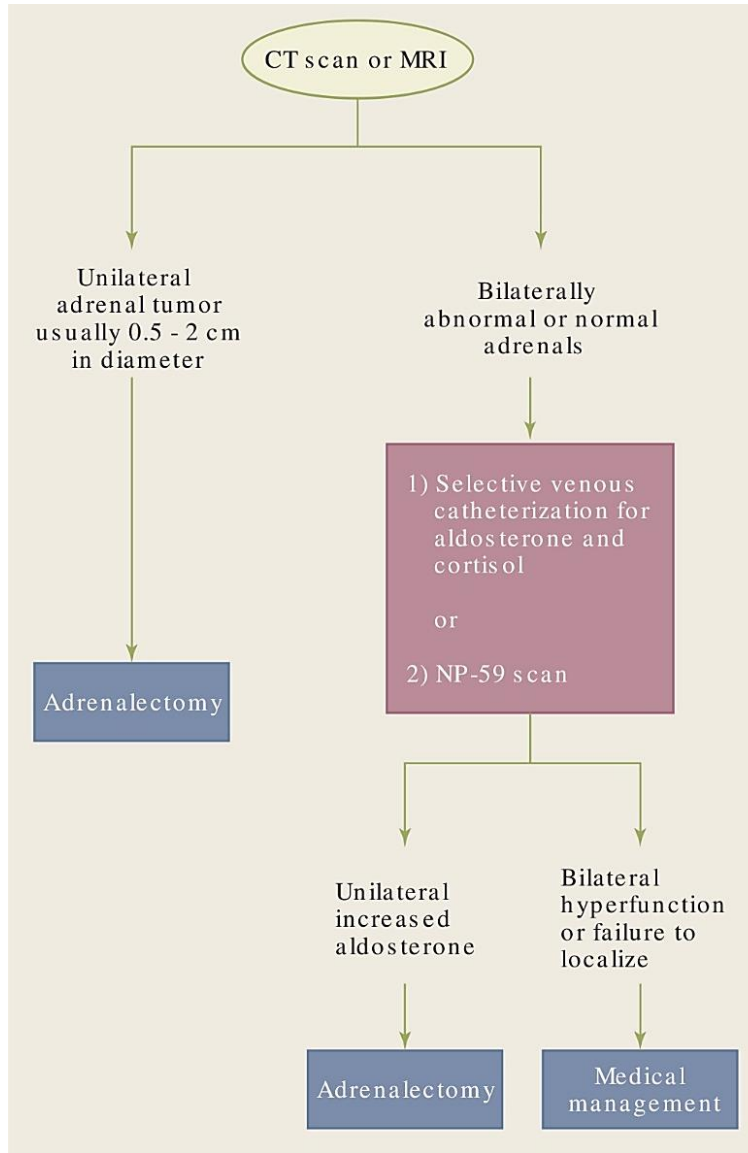 CT scan or MRI
Unilateral
adrenal tumor
usually 0.5 - 2 cm
in diameter
Bilaterally
abnormal or normal
adrenals
1) Selective venous
catheterization for
aldosterone and
cortisol
or
2) NP-59 scan
Adrenalectomy
Unilateral
increased
aldosterone
Bilateral
hyperfunction
or failure to
localize
Adrenalectomy
Medical
management